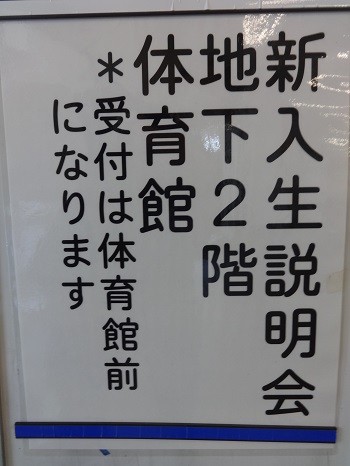 新入生説明会
地下2階
体育館
＊受付は体育館前
になります